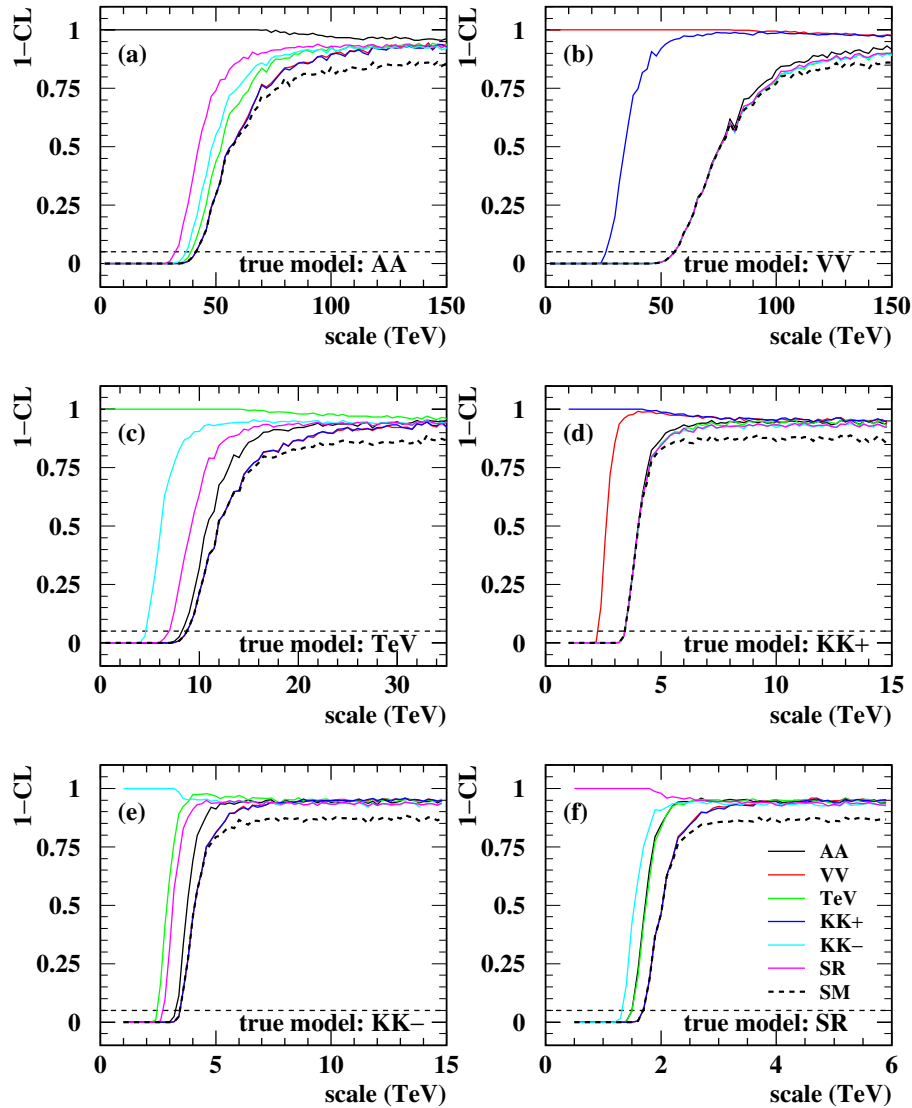 1–CL
(a)
1
0.75
0.5
0.25
0
true model: AA
0 50 100 150
scale (TeV)
1–CL
(b)
1
0.75
0.5
0.25
0
true model: VV
0 50 100 150
scale (TeV)
1–CL
(c)
1
0.75
0.5
0.25
0
true model: TeV
0 10 20 30
scale (TeV)
1–CL
(d)
1
0.75
0.5
0.25
0
true model: KK+
0 5 10 15
scale (TeV)
1–CL
(e)
1
0.75
0.5
0.25
0
true model: KK–
0 5 10 15
scale (TeV)
1–CL
(f)
1
0.75
0.5
0.25
0
AA
VV
TeV
KK+
KK–
SR
SM
true model: SR
0 2 4 6
scale (TeV)